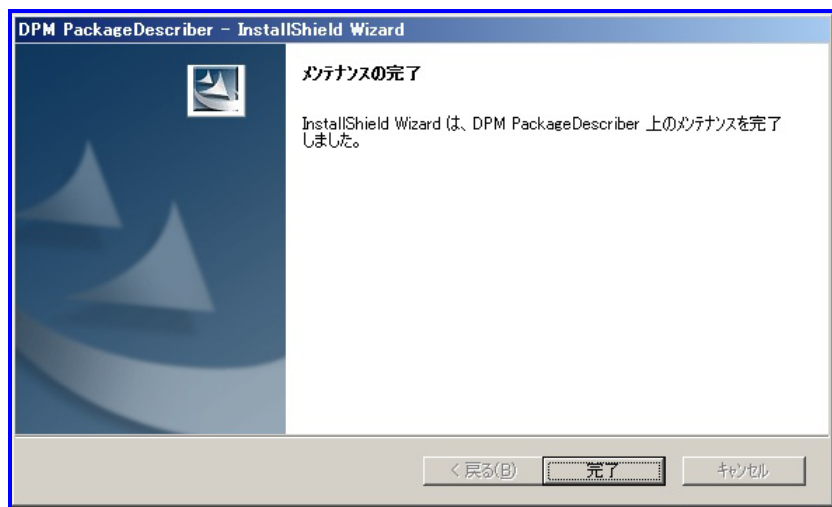 DPM PackageDescriber - InstallShield Wizard
メンテナンスの完了
InstallShield Wizard は、DPM PackageDescriber 上のメンテナンスを完了
しました。
< 戻る(B)
完了
キャンセル